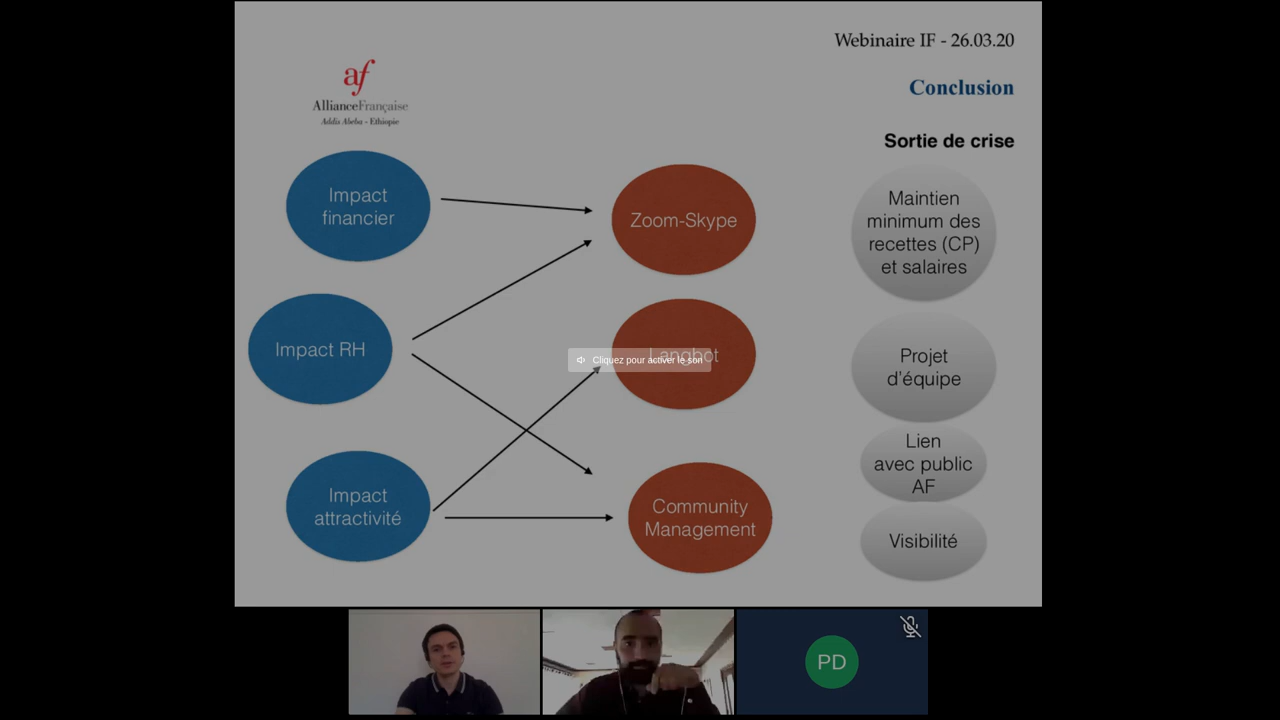 Webinaire IF - 26.03.20
af
AllianceFrançaise
Addis Abeba - Ethiopie
Conclusion
Sortie de crise
Impact
financier
Zoom-Skype
Maintien
minimum des
recettes (CP)
et salaires
Impact RH
Langbot
Cliquez pour activer le son
Projet
d'équipe
Lien
avec public
AF
Impact
attractivité
Community
Management
Visibilité
PD